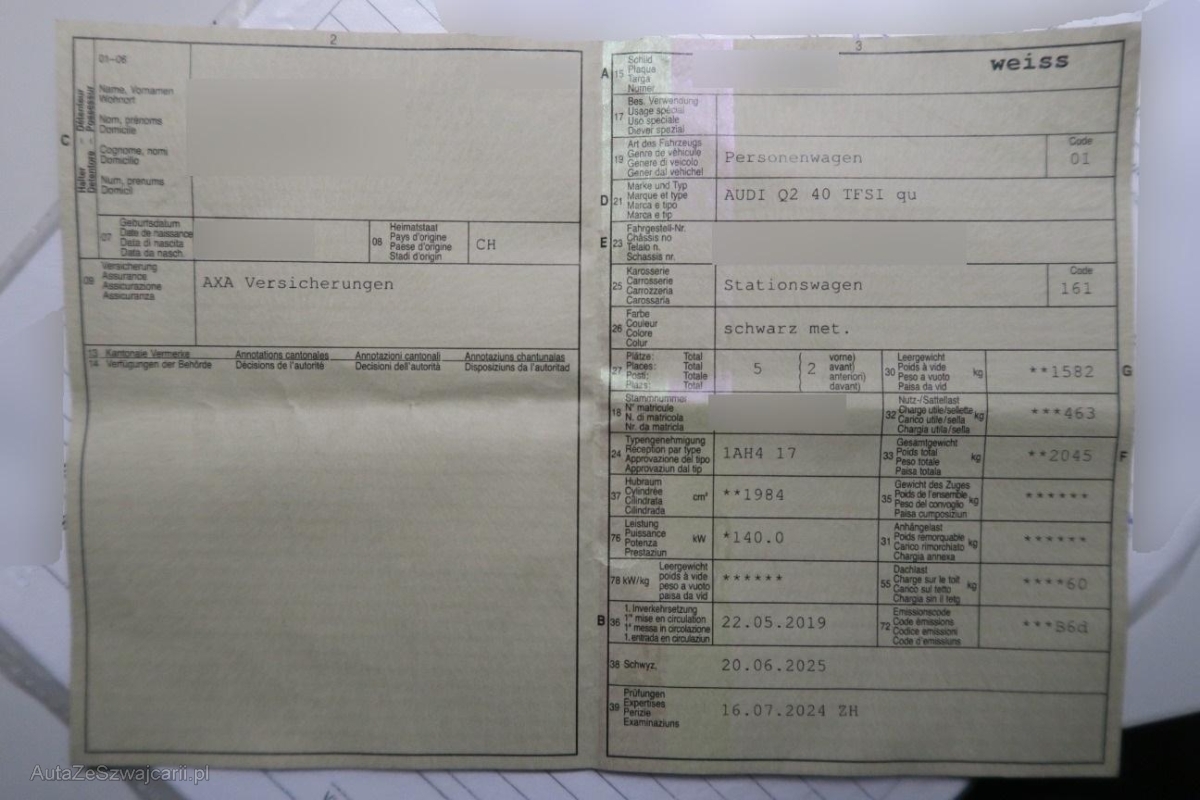 2
01–06
Name, Vornamen
Wohnort
Nom, prénoms
Domicile
Cognome, nomi
Domicilio
Num, prenums
Domicil
C
Halter Détenteur
Detentore Possessur
07
Geburtsdatum
Date de naissance
Data di nascita
Data da nasch.
08
Heimatstaat
Pays d'origine
Paese d'origine
Stadi d'origin
CH
09
Versicherung
Assurance
Assicurazione
Assicuranza
AXA Versicherungen
13 Kantonale Vermerke Annotations cantonales Annotazioni cantonali Annotaziuns chantunalas
14 Verfügungen der Behörde Décisions de l'autorité Decisioni dell'autorità Disposiziuns da l'autoritad
3
weiss
A 15
Schild
Plaque
Targa
Numer
17
Bes. Verwendung
Usage spécial
Uso speciale
Diever spezial
19
Art des Fahrzeugs
Genre de véhicule
Genere di veicolo
Gener dal vehichel
Personenwagen
Code
01
D 21
Marke und Typ
Marque et type
Marca e tipo
Marca e tip
AUDI Q2 40 TFSI qu
E 23
Fahrgestell-Nr.
Châssis no
Telaio n.
Schassis nr.
25
Karosserie
Carrosserie
Carrozzeria
Carossaria
Stationswagen
Code
161
26
Farbe
Couleur
Colore
Colur
schwarz met.
27
Plätze: Total
Places: Total
Posti: Totale
Plazs: Total
5
2
vorne)
avant)
anteriori)
davant)
30
Leergewicht
Poids à vide
Peso a vuoto
Paisa da vid
kg
**1582
G
18
Stammnummer
N° matricule
N. di matricola
Nr. da matricla
32
Nutz-/Sattellast
Charge utile/sellette
Carico utile/sella
Chargia utila/sella
kg
***463
24
Typengenehmigung
Réception par type
Approvazione del tipo
Approvaziun dal tip
1AH4 17
33
Gesamtgewicht
Poids total
Peso totale
Paisa totala
kg
**2045
F
37
Hubraum
Cylindrée
Cilindrata
Cilindrada
cm³
**1984
35
Gewicht des Zuges
Poids de l'ensemble
Peso del convoglio
Paisa cumposiziun
kg
******
76
Leistung
Puissance
Potenza
Prestaziun
kW
*140.0
31
Anhängelast
Poids remorquable
Carico rimorchiato
Chargia annexa
kg
******
78 kW/kg
Leergewicht
poids à vide
peso a vuoto
paisa da vid
******
55
Dachlast
Charge sur le toit
Carico sul tetto
Chargia sin il tetg
kg
****60
B 36
1. Inverkehrsetzung
1re mise en circulation
1a messa in circolazione
1. entrada en circulaziun
22.05.2019
72
Emissionscode
Code émissions
Codice emissioni
Code d'emissiuns
***B6d
38 Schwyz,
20.06.2025
39
Prüfungen
Expertises
Perizie
Examinaziuns
16.07.2024 ZH
AutaZeSzwajcarii.pl